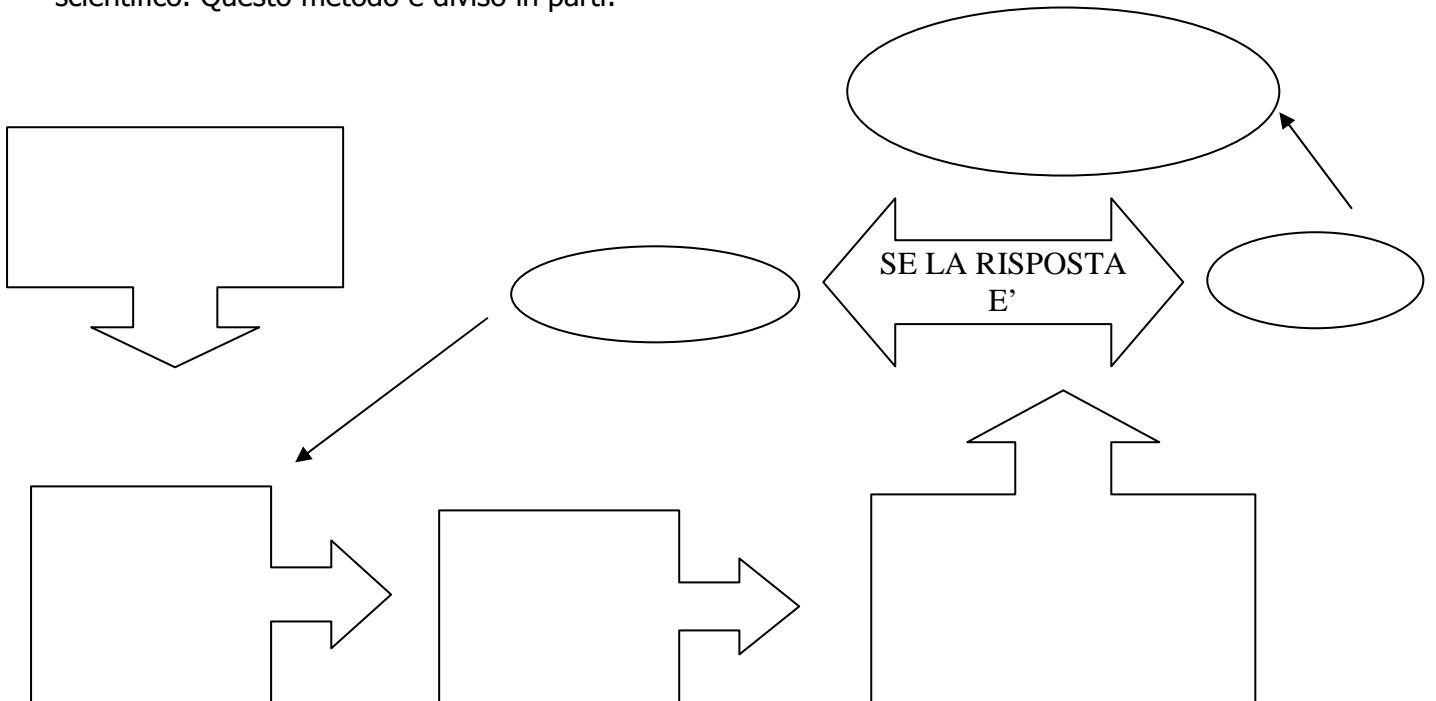 scientifico. Questo metodo è diviso in parti.
SE LA RISPOSTA
E’